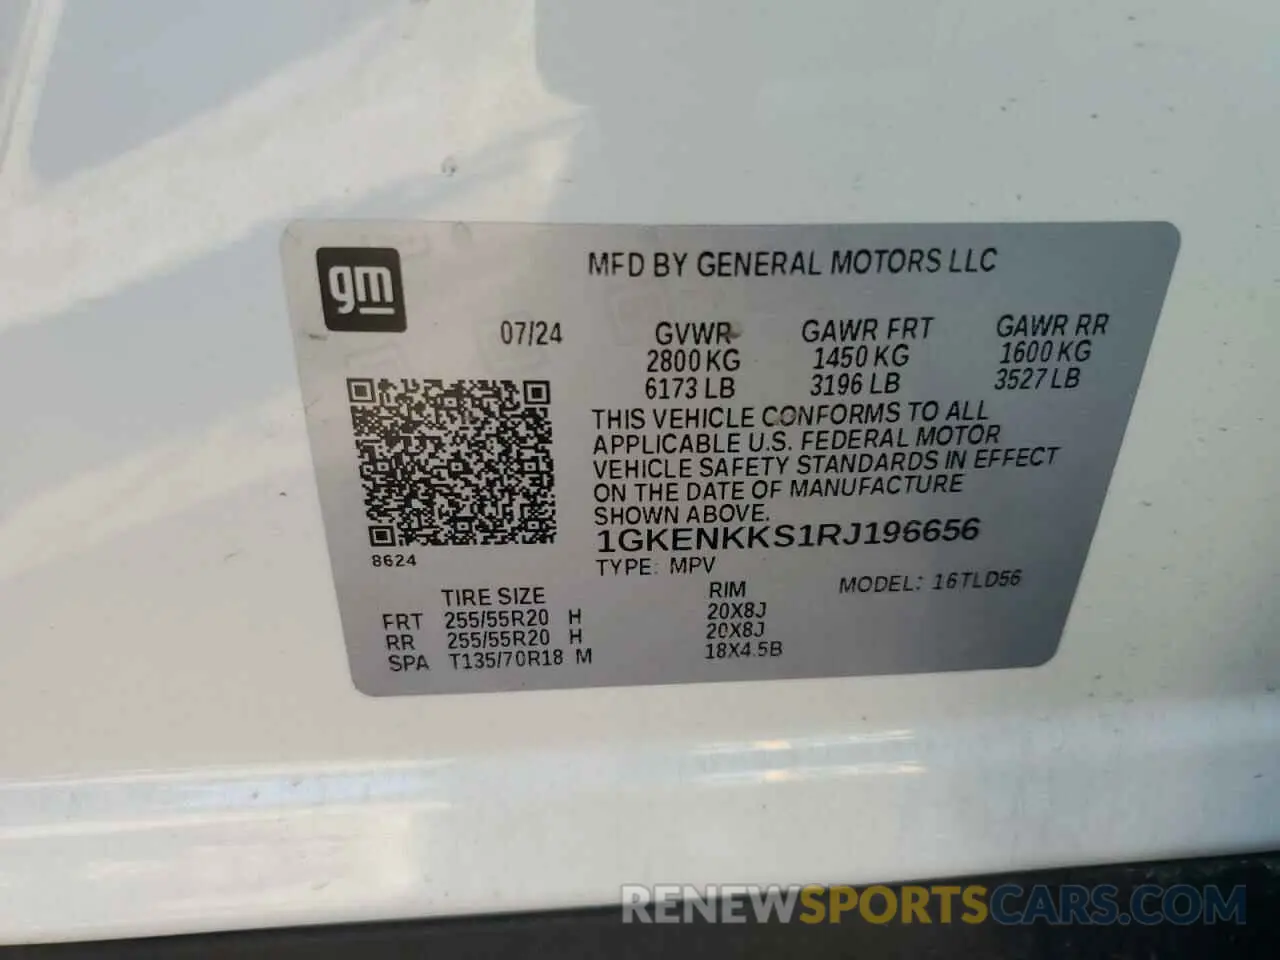 gm
MFD BY GENERAL MOTORS LLC
07/24 GVWR GAWR FRT GAWR RR
2800 KG 1450 KG 1600 KG
6173 LB 3196 LB 3527 LB
THIS VEHICLE CONFORMS TO ALL
APPLICABLE U.S. FEDERAL MOTOR
VEHICLE SAFETY STANDARDS IN EFFECT
ON THE DATE OF MANUFACTURE
SHOWN ABOVE.
1GKENKKS1RJ196656
8624
TYPE: MPV MODEL: 16TLD56
TIRE SIZE RIM
FRT 255/55R20 H 20X8J
RR 255/55R20 H 20X8J
SPA T135/70R18 M 18X4.5B
RENEWSPORTSCARS.COM